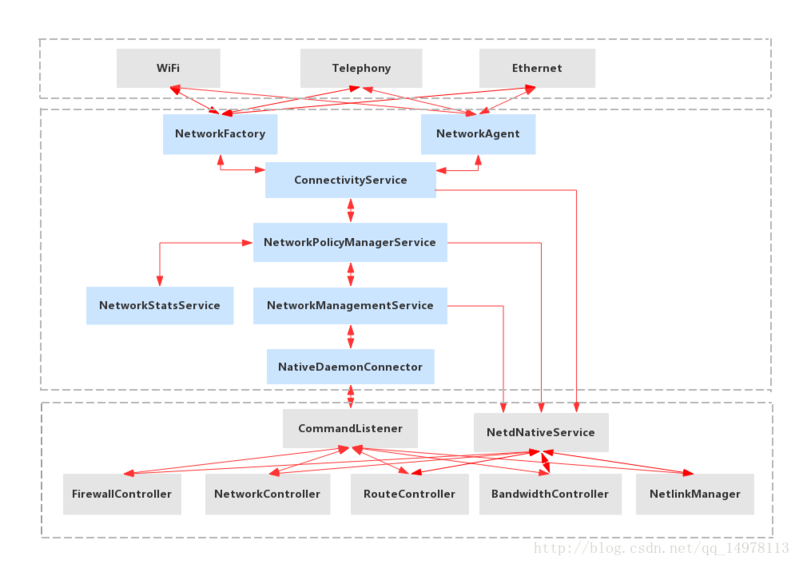 WiFi
Telephony
Ethernet
NetworkFactory
NetworkAgent
ConnectivityService
NetworkPolicyManagerService
NetworkStatsService
NetworkManagementService
NativeDaemonConnector
CommandListener
NetdNativeService
FirewallController
NetworkController
RouteController
BandwidthController
NetlinkManager
http://blog.csdn.net/qq_14978113